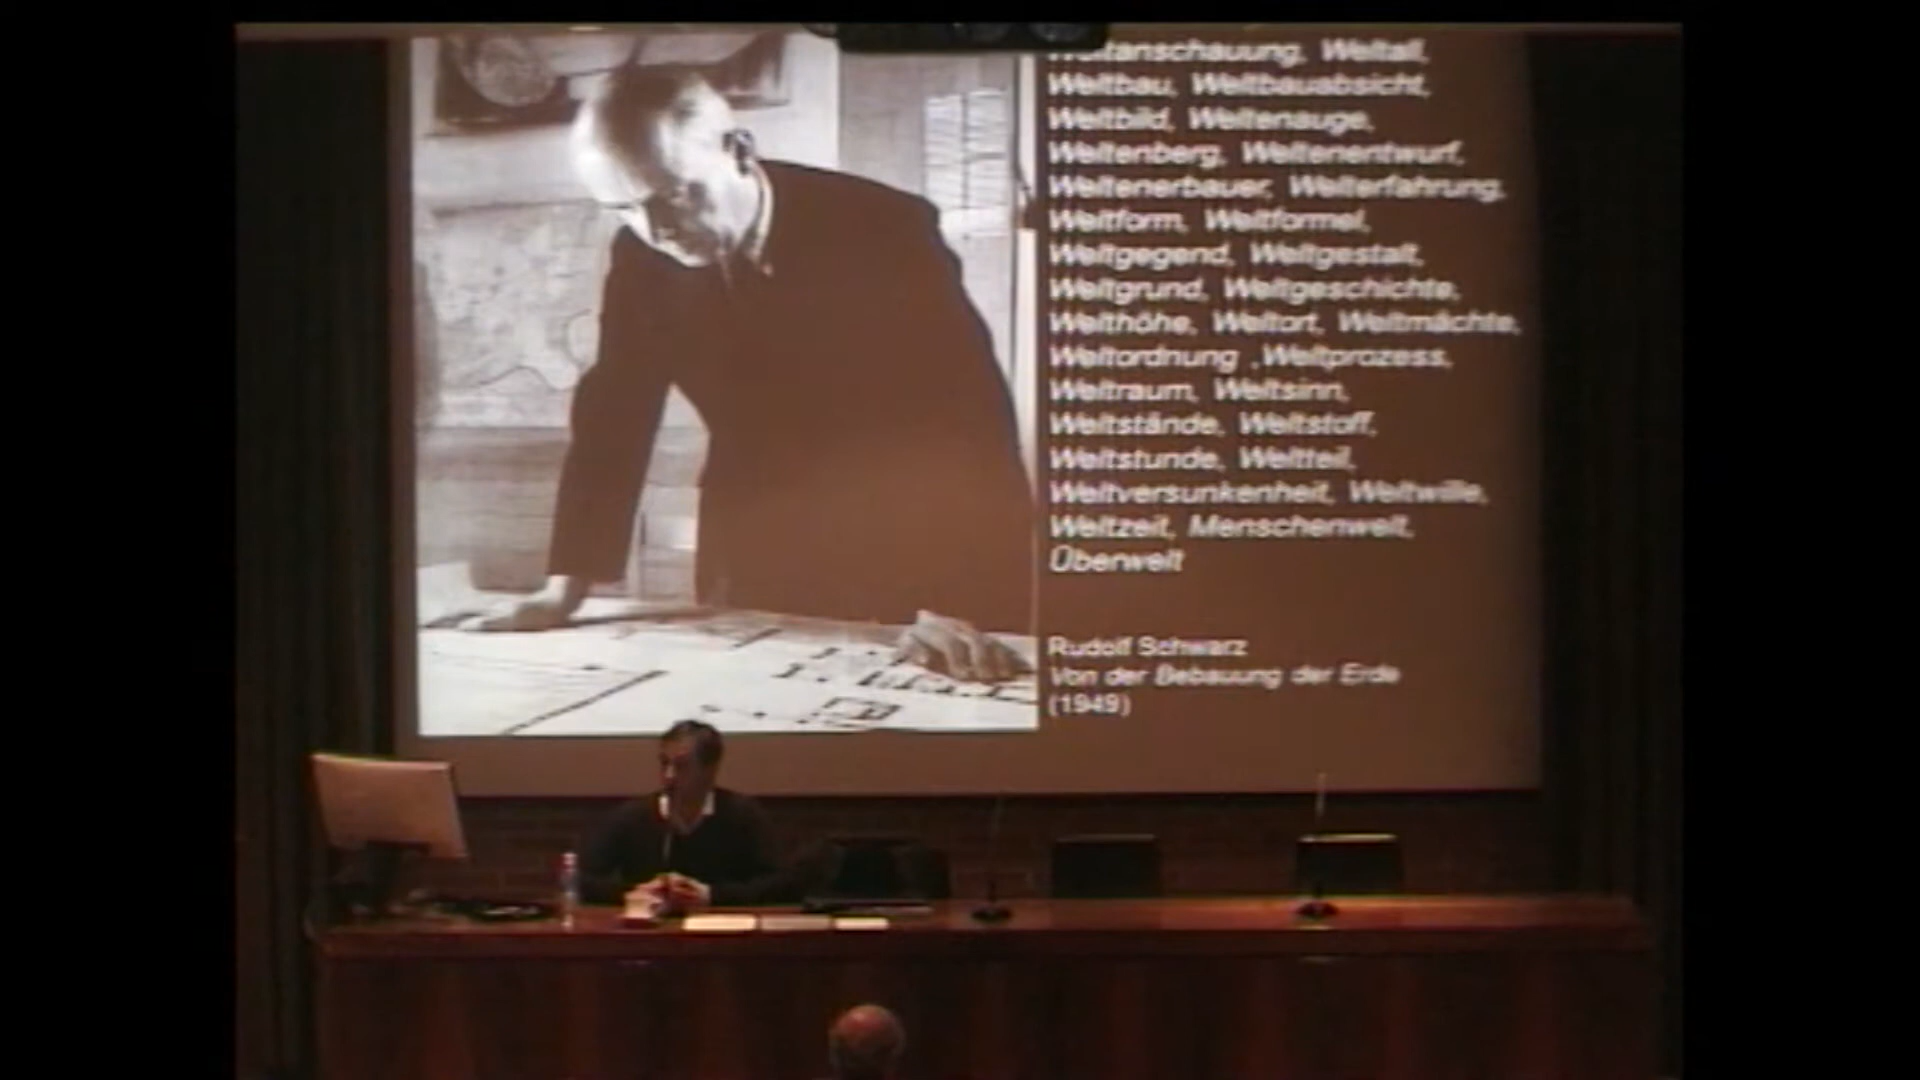 Weltanschauung, Weltall,
Weltbau, Weltbauabsicht,
Weltbild, Weltenauge,
Weltenberg, Weltenentwurf,
Weltenerbauer, Welterfahrung,
Weltform, Weltformel,
Weltgegend, Weltgestalt,
Weltgrund, Weltgeschichte,
Welthöhe, Weltort, Weltmächte,
Weltordnung ,Weltprozess,
Weltraum, Weltsinn,
Weltstände, Weltstoff,
Weltstunde, Weltteil,
Weltversunkenheit, Weltwille,
Weltzeit, Menschenwelt,
Überwelt
Rudolf Schwarz
Von der Bebauung der Erde
(1949)